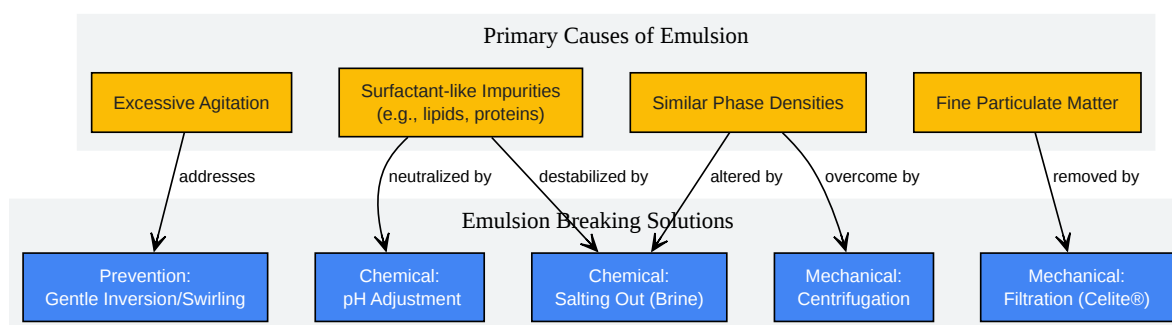 Primary Causes of Emulsion
Excessive Agitation
Surfactant-like Impurities
(e.g., lipids, proteins)
Similar Phase Densities
Fine Particulate Matter
addresses
neutralized by
destabilized by
altered by
overcome by
removed by
Emulsion Breaking Solutions
Prevention:
Gentle Inversion/Swirling
Chemical:
pH Adjustment
Chemical:
Salting Out (Brine)
Mechanical:
Centrifugation
Mechanical:
Filtration (Celite®)